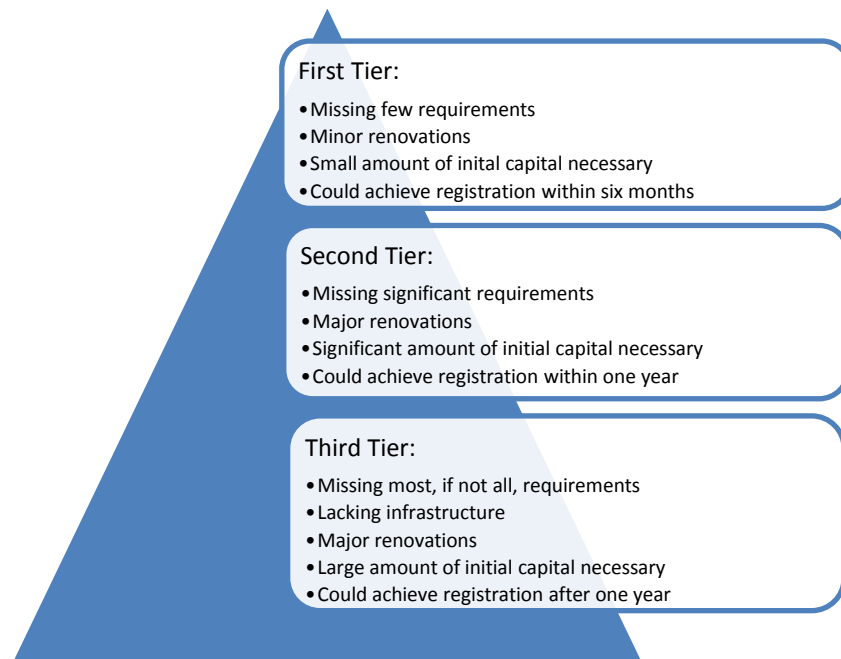 First Tier:
•Missing few requirements
•Minor renovations
•Small amount of inital capital necessary
•Could achieve registration within six months
Second Tier:
•Missing significant requirements
•Major renovations
•Significant amount of initial capital necessary
•Could achieve registration within one year
Third Tier:
•Missing most, if not all, requirements
•Lacking infrastructure
•Major renovations
•Large amount of initial capital necessary
•Could achieve registration after one year